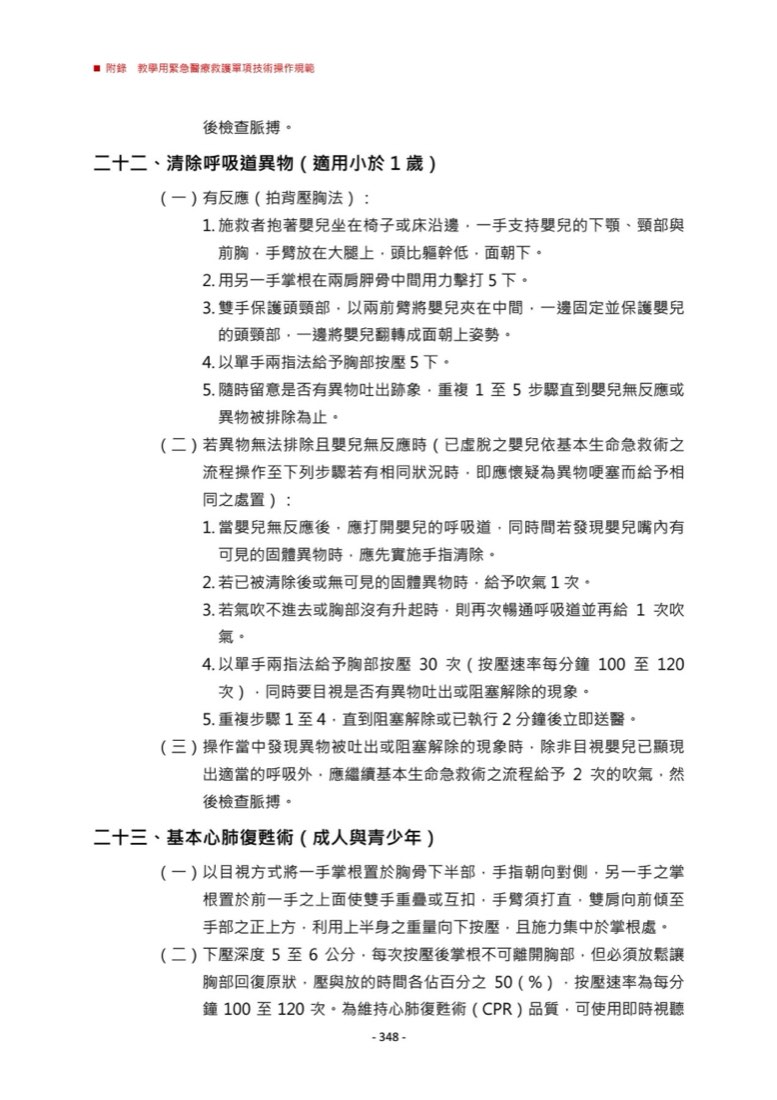 ■ 附錄　教學用緊急醫療救護單項技術操作規範
後檢查脈搏。
二十二、清除呼吸道異物（適用小於 1 歲）
（一）有反應（拍背壓胸法）：
1. 施救者抱著嬰兒坐在椅子或床沿邊，一手支持嬰兒的下顎、頸部與
前胸，手臂放在大腿上，頭比軀幹低，面朝下。
2. 用另一手掌根在兩肩胛骨中間用力擊打 5 下。
3. 雙手保護頭頸部，以兩前臂將嬰兒夾在中間，一邊固定並保護嬰兒
的頭頸部，一邊將嬰兒翻轉成面朝上姿勢。
4. 以單手兩指法給予胸部按壓 5 下。
5. 隨時留意是否有異物吐出跡象，重複 1 至 5 步驟直到嬰兒無反應或
異物被排除為止。
（二）若異物無法排除且嬰兒無反應時（已虛脫之嬰兒依基本生命急救術之
流程操作至下列步驟若有相同狀況時，即應懷疑為異物哽塞而給予相
同之處置）：
1. 當嬰兒無反應後，應打開嬰兒的呼吸道，同時間若發現嬰兒嘴內有
可見的固體異物時，應先實施手指清除。
2. 若已被清除後或無可見的固體異物時，給予吹氣 1 次。
3. 若氣吹不進去或胸部沒有升起時，則再次暢通呼吸道並再給 1 次吹
氣。
4. 以單手兩指法給予胸部按壓 30 次（按壓速率每分鐘 100 至 120
次），同時要目視是否有異物吐出或阻塞解除的現象。
5. 重複步驟 1 至 4，直到阻塞解除或已執行 2 分鐘後立即送醫。
（三）操作當中發現異物被吐出或阻塞解除的現象時，除非目視嬰兒已顯現
出適當的呼吸外，應繼續基本生命急救術之流程給予 2 次的吹氣，然
後檢查脈搏。
二十三、基本心肺復甦術（成人與青少年）
（一）以目視方式將一手掌根置於胸骨下半部，手指朝向對側，另一手之掌
根置於前一手之上面使雙手重疊或互扣，手臂須打直，雙肩向前傾至
手部之正上方，利用上半身之重量向下按壓，且施力集中於掌根處。
（二）下壓深度 5 至 6 公分，每次按壓後掌根不可離開胸部，但必須放鬆讓
胸部回復原狀，壓與放的時間各佔百分之 50（%），按壓速率為每分
鐘 100 至 120 次。為維持心肺復甦術（CPR）品質，可使用即時視聽
- 348 -